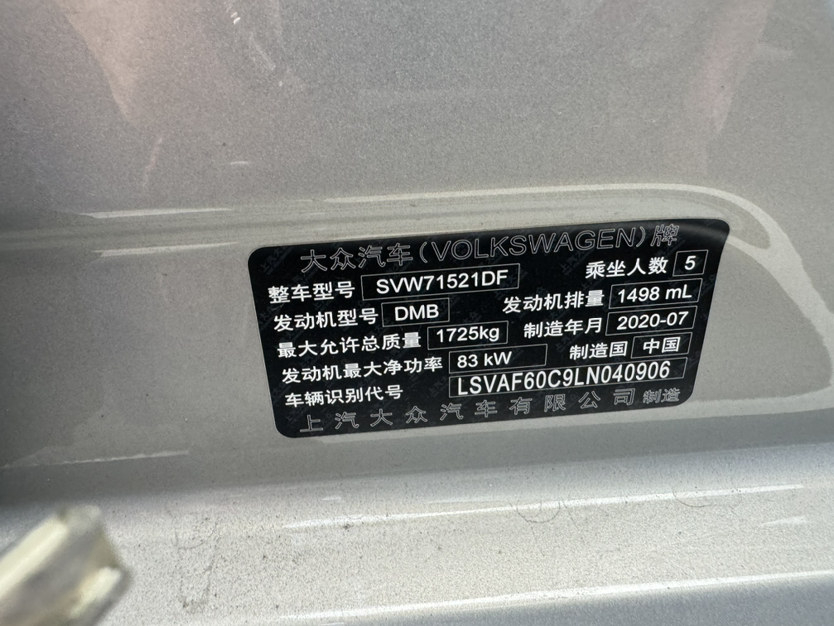 大众汽车(VOLKSWAGEN)牌
整车型号 SVW71521DF 乘坐人数 5
发动机型号 DMB 发动机排量 1498 mL
最大允许总质量 1725kg 制造年月 2020-07
发动机最大净功率 83 kW 制造国 中国
车辆识别代号 LSVAF60C9LN040906
上汽大众汽车有限公司 制造